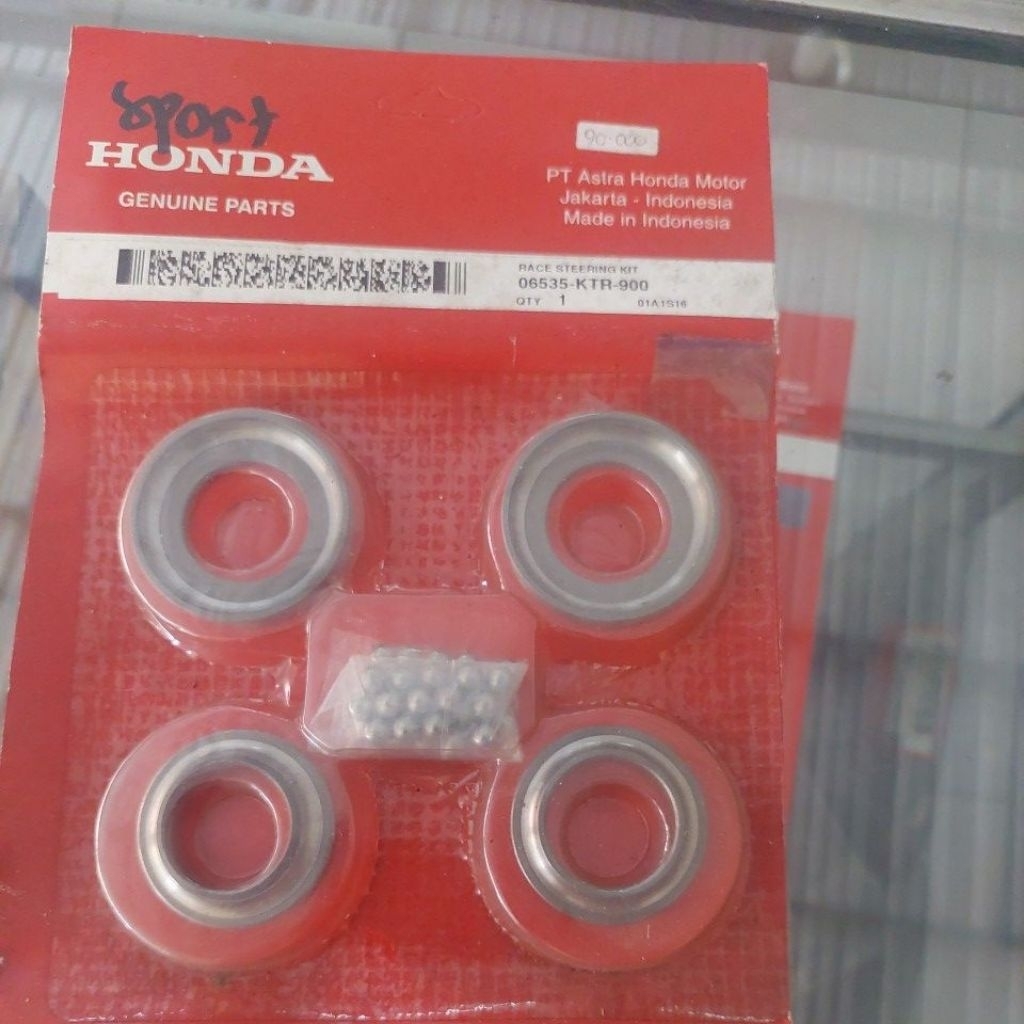 Sport
HONDA
GENUINE PARTS
90.000
PT Astra Honda Motor
Jakarta - Indonesia
Made in Indonesia
RACE STEERING KIT
06535-KTR-900
QTY 1 01A1S16